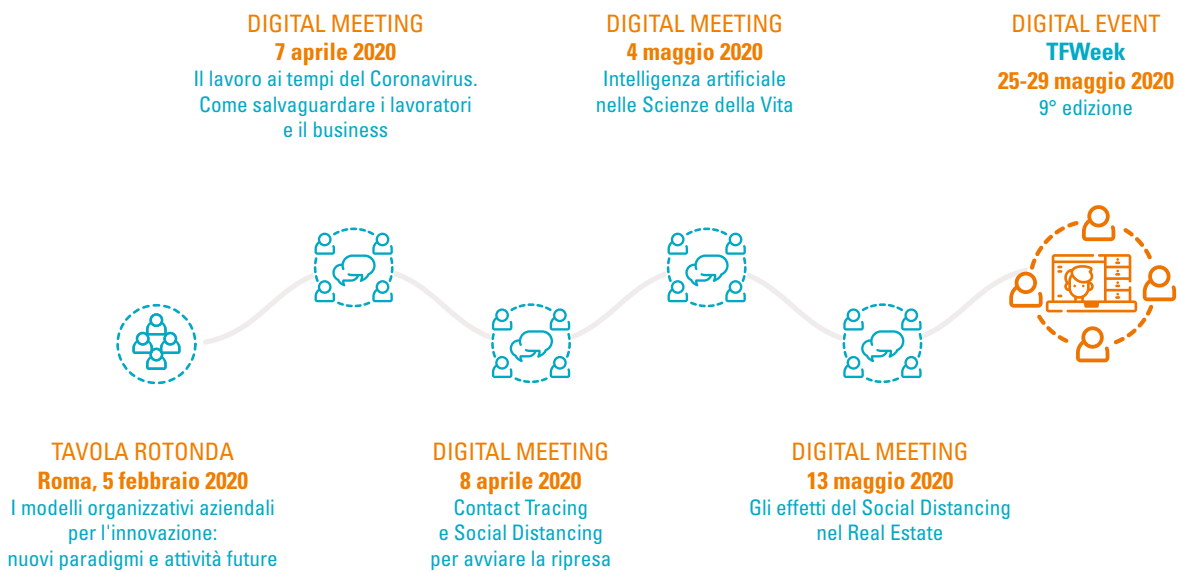 DIGITAL MEETING
7 aprile 2020
Il lavoro ai tempi del Coronavirus.
Come salvaguardare i lavoratori
e il business
DIGITAL MEETING
4 maggio 2020
Intelligenza artificiale
nelle Scienze della Vita
DIGITAL EVENT
TFWeek
25-29 maggio 2020
9° edizione
TAVOLA ROTONDA
Roma, 5 febbraio 2020
I modelli organizzativi aziendali
per l'innovazione:
nuovi paradigmi e attività future
DIGITAL MEETING
8 aprile 2020
Contact Tracing
e Social Distancing
per avviare la ripresa
DIGITAL MEETING
13 maggio 2020
Gli effetti del Social Distancing
nel Real Estate